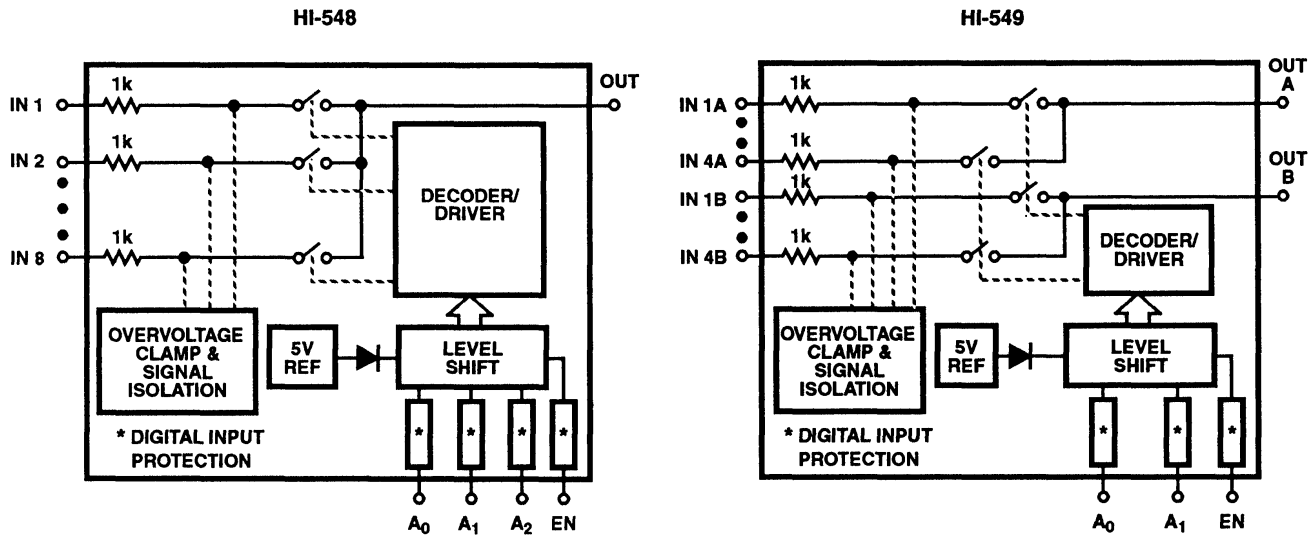 HI-548
1k
IN 1
OUT
1k
IN 2
1k
IN 8
DECODER/
DRIVER
OVERVOLTAGE
CLAMP &
SIGNAL
ISOLATION
5V
REF
LEVEL
SHIFT
* DIGITAL INPUT
PROTECTION
*
*
*
*
A0
A1
A2
EN
HI-549
1k
IN 1A
OUT
A
1k
IN 4A
OUT
B
1k
IN 1B
1k
IN 4B
DECODER/
DRIVER
OVERVOLTAGE
CLAMP &
SIGNAL
ISOLATION
5V
REF
LEVEL
SHIFT
* DIGITAL INPUT
PROTECTION
*
*
*
A0
A1
EN